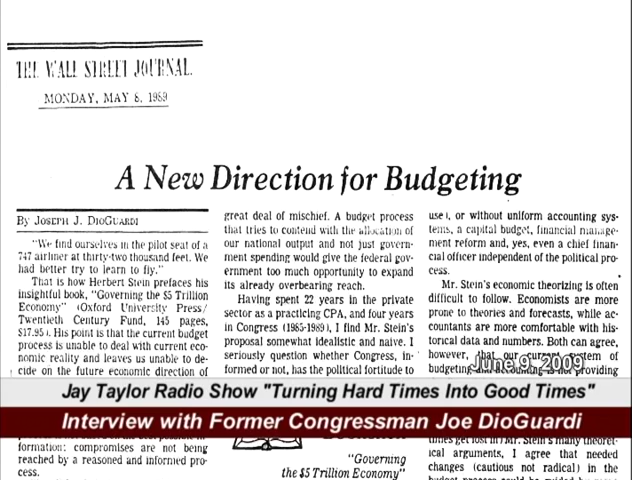 THE WALL STREET JOURNAL.
MONDAY, MAY 8, 1989
A New Direction for Budgeting
By JOSEPH J. DIOGUARDI
"We find ourselves in the pilot seat of a
747 airliner at thirty-two thousand feet. We
had better try to learn to fly."
That is how Herbert Stein prefaces his
insightful book, "Governing the $5 Trillion
Economy" (Oxford University Press/
Twentieth Century Fund, 145 pages,
$17.95). His point is that the current budget
process is unable to deal with current eco-
nomic reality and leaves us unable to de-
cide on the future economic direction of
formation: compromises are not being
reached by a reasoned and informed pro-
cess.
great deal of mischief. A budget process
that tries to contend with the allocation of
our national output and not just govern-
ment spending would give the federal gov-
ernment too much opportunity to expand
its already overbearing reach.
Having spent 22 years in the private
sector as a practicing CPA, and four years
in Congress (1985-1989), I find Mr. Stein's
proposal somewhat idealistic and naive. I
seriously question whether Congress, in-
formed or not, has the political fortitude to
"Governing
the $5 Trillion Economy"
use), or without uniform accounting sys-
tems, a capital budget, financial manage-
ment reform and, yes, even a chief finan-
cial officer independent of the political pro-
cess.
Mr. Stein's economic theorizing is often
difficult to follow. Economists are more
prone to theories and forecasts, while ac-
countants are more comfortable with his-
torical data and numbers. Both can agree,
however, that our current system of
budgeting and accounting is not providing
times get lost in) Mr. Stein's many theoret-
ical arguments, I agree that needed
changes (cautious not radical) in the
June 9, 2009
Jay Taylor Radio Show "Turning Hard Times Into Good Times"
Interview with Former Congressman Joe DioGuardi